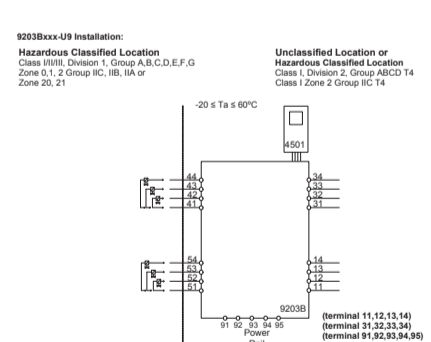 9203Bxxx-U9 Installation:
Hazardous Classified Location
Class I/II/III, Division 1, Group A,B,C,D,E,F,G
Zone 0,1, 2 Group IIC, IIB, IIA or
Zone 20, 21
Unclassified Location or
Hazardous Classified Location
Class I, Division 2, Group ABCD T4
Class I Zone 2 Group IIC T4
-20 ≤ Ta ≤ 60ºC
4501
44
43
42
41
34
33
32
31
54
53
52
51
14
13
12
11
9203B
91 92 93 94 95
Power
Rail
(terminal 11,12,13,14)
(terminal 31,32,33,34)
(terminal 91,92,93,94,95)